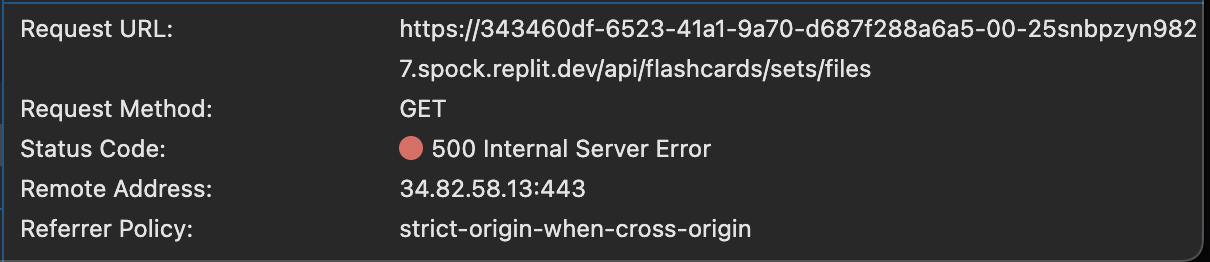 Request URL: https://343460df-6523-41a1-9a70-d687f288a6a5-00-25snbpzyn982
7.spock.replit.dev/api/flashcards/sets/files
Request Method: GET
Status Code: 500 Internal Server Error
Remote Address: 34.82.58.13:443
Referrer Policy: strict-origin-when-cross-origin